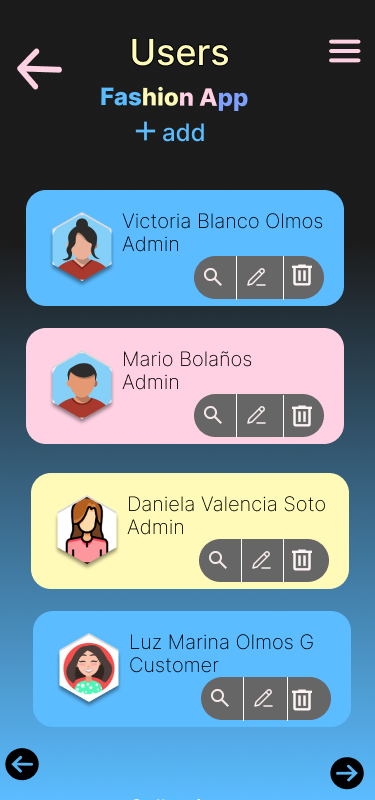 Users
Fashion App
+ add
Victoria Blanco Olmos
Admin
Mario Bolaños
Admin
Daniela Valencia Soto
Admin
Luz Marina Olmos G
Customer